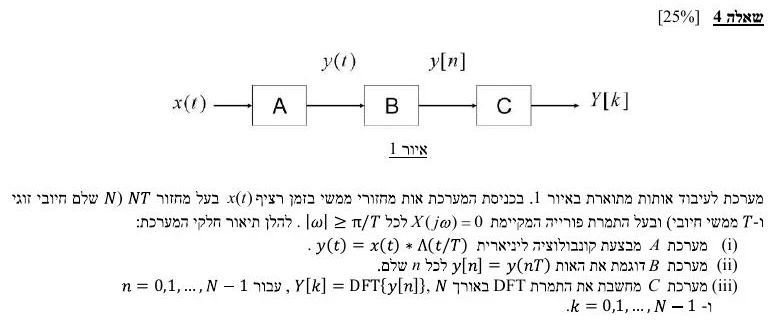 שאלה 4 [25%]
y(t) y[n]
x(t) A B C Y[k]
איור 1
מערכת לעיבוד אותות מתוארת באיור 1. בכניסת המערכת אות מחזורי ממשי בזמן רציף x(t) בעל מחזור NT (N שלם חיובי זוגי
ו-T ממשי חיובי) ובעל התמרת פורייה המקיימת X(jω) = 0 לכל |ω| ≥ π/T . להלן תיאור חלקי המערכת:
(i) מערכת A מבצעת קונבולוציה ליניארית y(t) = x(t) * Λ(t/T) .
(ii) מערכת B דוגמת את האות y[n] = y(nT) לכל n שלם.
(iii) מערכת C מחשבת את התמרת DFT באורך N ,Y[k] = DFT{y[n]} , עבור n = 0,1, ... , N − 1
ו- k = 0,1, ... , N − 1.